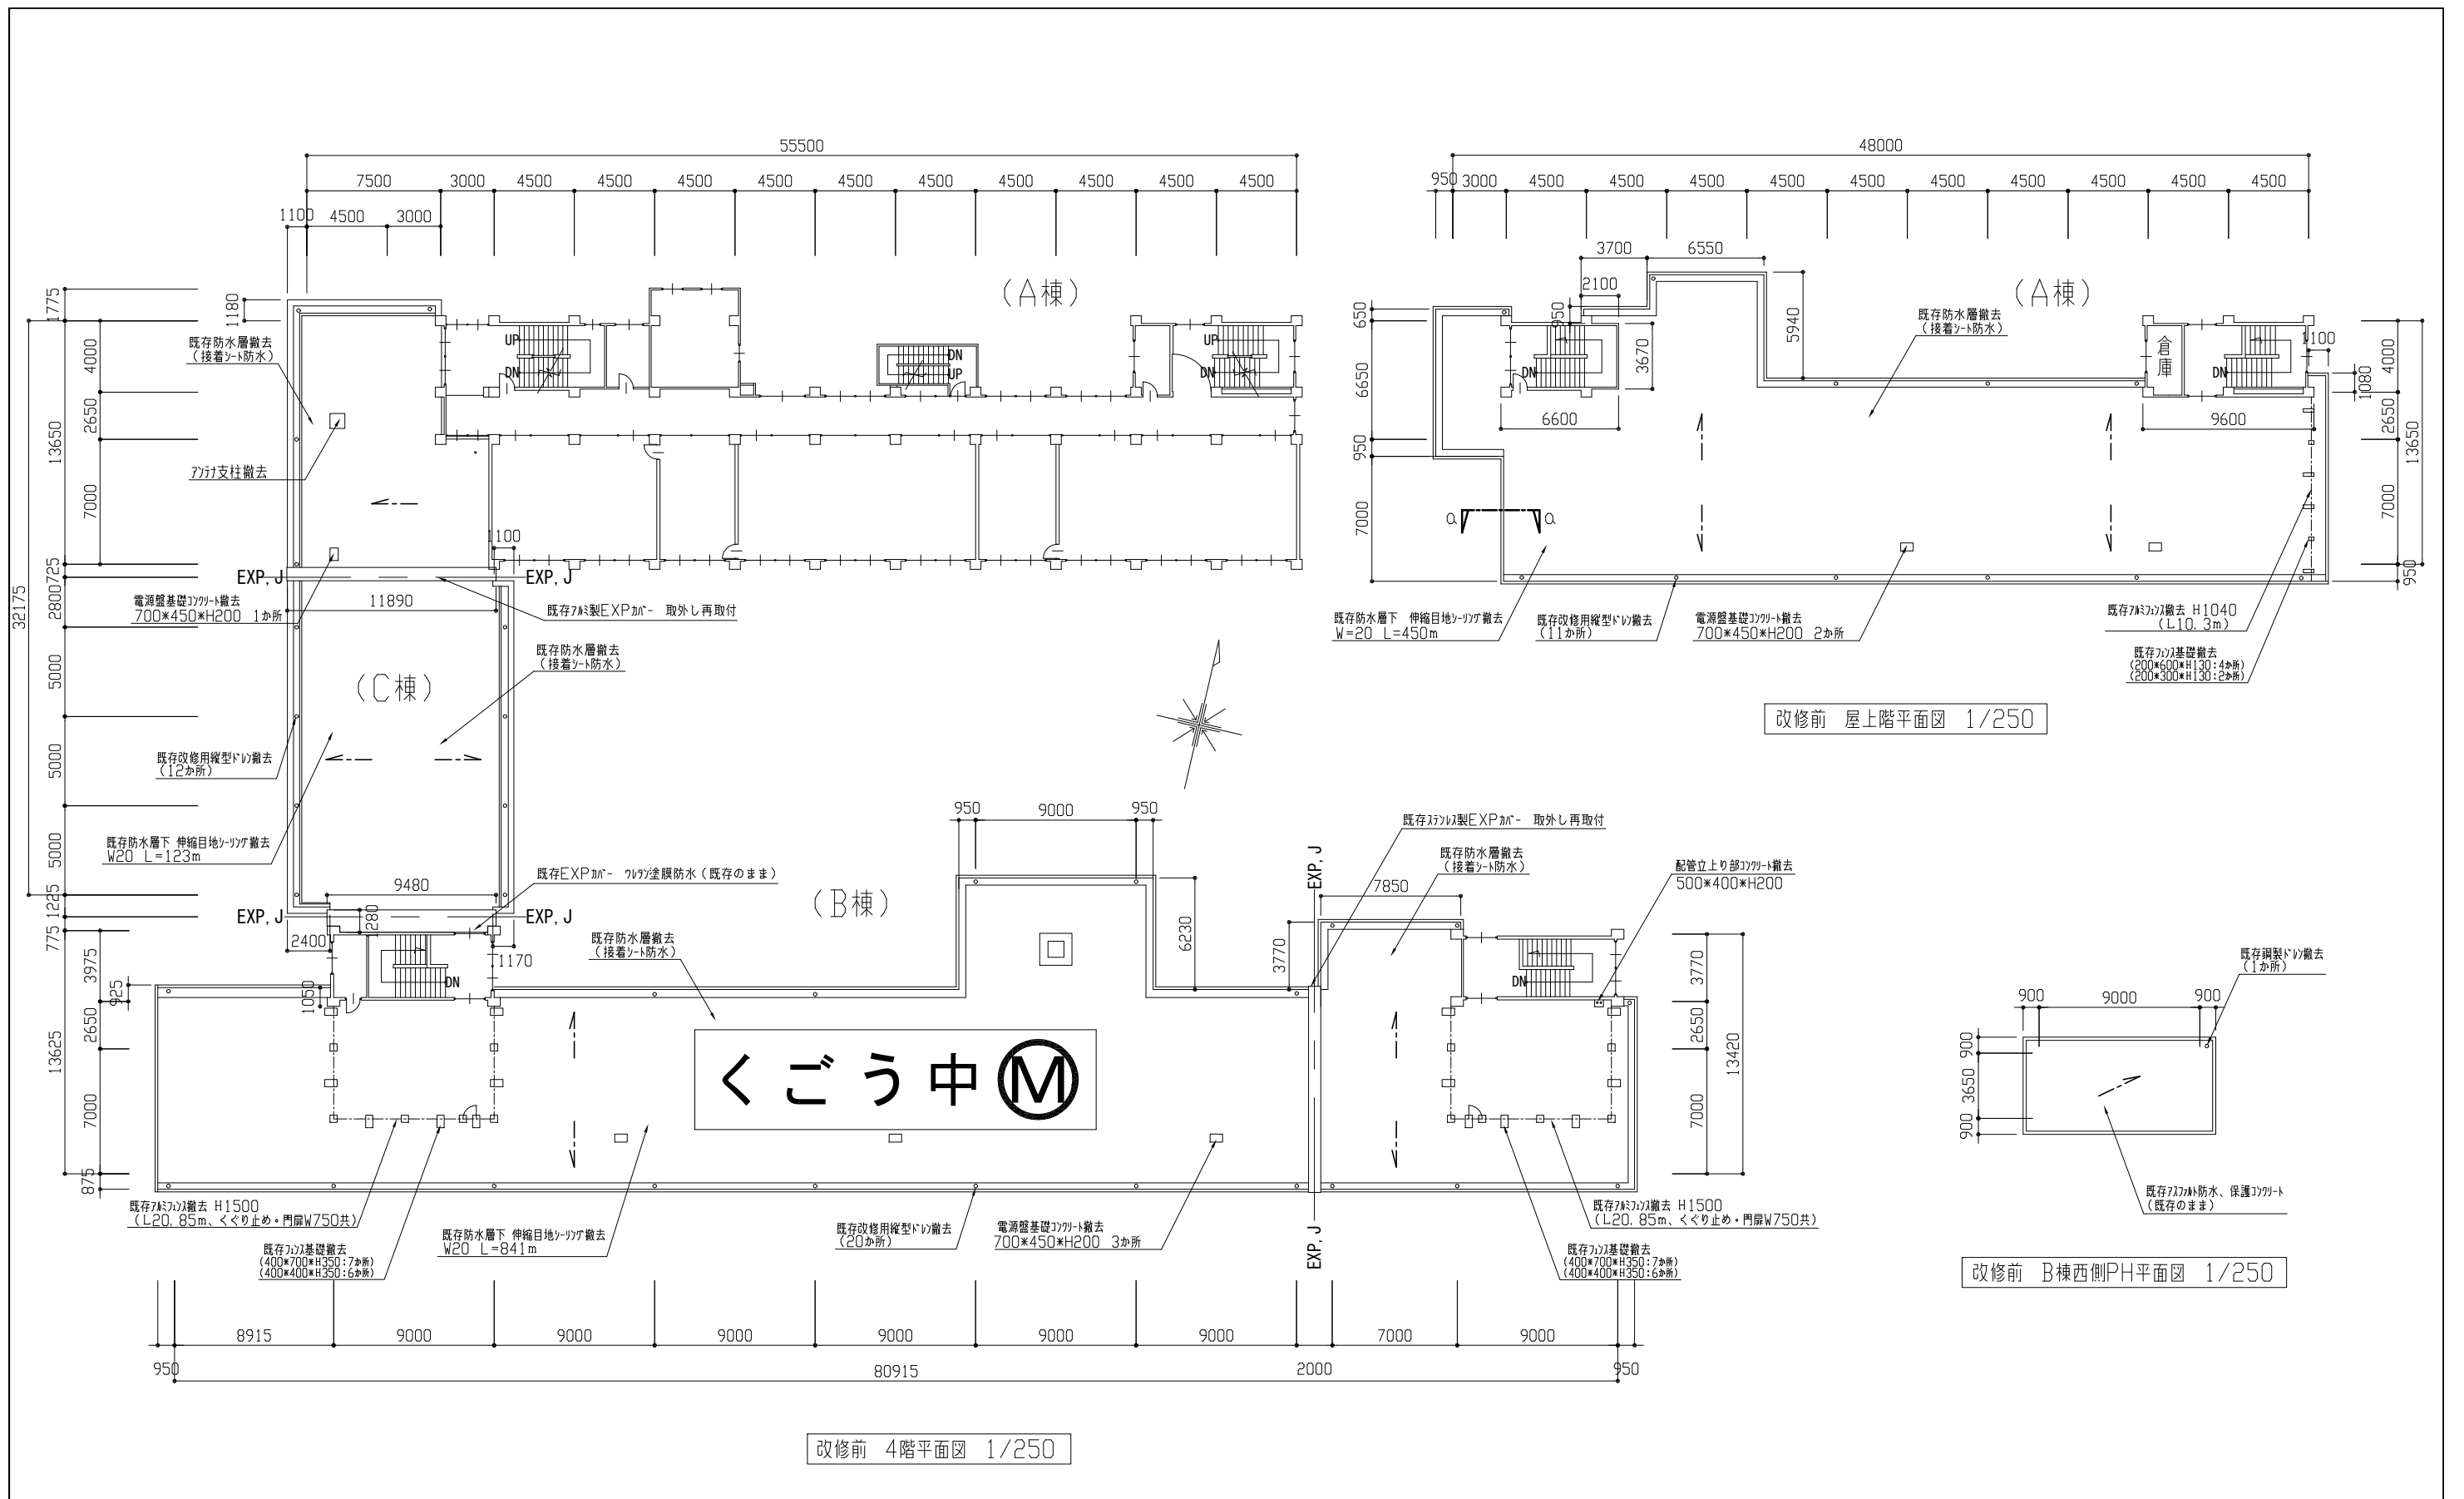 55500
7500 3000 4500 4500 4500 4500 4500 4500 4500 4500 4500 4500
1100 4500 3000
(A棟)
1775
1180
32175
13650
4000
2650
7000
725
2800
5000
5000
5000
1225
775
既存防水層撤去
(接着シート防水)
アンテナ支柱撤去
UP
DN
DN
UP
UP
DN
1100
EXP,J
EXP,J
11890
電源盤基礎コンクリート撤去
700*450*H200 1か所
既存アルミ製EXPカバー 取外し再取付
既存防水層撤去
(接着シート防水)
(C棟)
既存改修用縦型ドレン撤去
(12か所)
既存防水層下 伸縮目地シーリング撤去
W20 L=123m
既存EXPカバー ウレタン塗膜防水(既存のまま)
9480
1280
EXP,J
EXP,J
2400
1170
DN
1050
925
13625
3975
2650
7000
875
(B棟)
既存防水層撤去
(接着シート防水)
950 9000 950
6230
くごう中Ⓜ
既存ステンレス製EXPカバー 取外し再取付
EXP,J
既存防水層撤去
(接着シート防水)
7850
3770
配管立上り部コンクリート撤去
500*400*H200
DN
3770
2650
7000
13420
既存アルミフェンス撤去 H1500
(L20.85m、くぐり止め・門扉W750共)
既存フェンス基礎撤去
(400*700*H350:7か所)
(400*400*H350:6か所)
既存防水層下 伸縮目地シーリング撤去
W20 L=841m
既存改修用縦型ドレン撤去
(20か所)
電源盤基礎コンクリート撤去
700*450*H200 3か所
EXP,J
既存アルミフェンス撤去 H1500
(L20.85m、くぐり止め・門扉W750共)
既存フェンス基礎撤去
(400*700*H350:7か所)
(400*400*H350:6か所)
8915 9000 9000 9000 9000 9000 9000 7000 9000
950 80915 2000 950
改修前 4階平面図 1/250
48000
950 3000 4500 4500 4500 4500 4500 4500 4500 4500 4500 4500
3700 6550
2100
950
5940
3670
(A棟)
既存防水層撤去
(接着シート防水)
倉庫
DN
DN
1100
1080
650
6650
950
7000
6600
9600
4000
2650
7000
13650
950
a
a
既存防水層下 伸縮目地シーリング撤去
W=20 L=450m
既存改修用縦型ドレン撤去
(11か所)
電源盤基礎コンクリート撤去
700*450*H200 2か所
既存アルミフェンス撤去 H1040
(L10.3m)
既存フェンス基礎撤去
(200*600*H130:4か所)
(200*300*H130:2か所)
改修前 屋上階平面図 1/250
既存鋼製ドレン撤去
(1か所)
900 9000 900
900
3650
900
既存アスファルト防水、保護コンクリート
(既存のまま)
改修前 B棟西側PH平面図 1/250